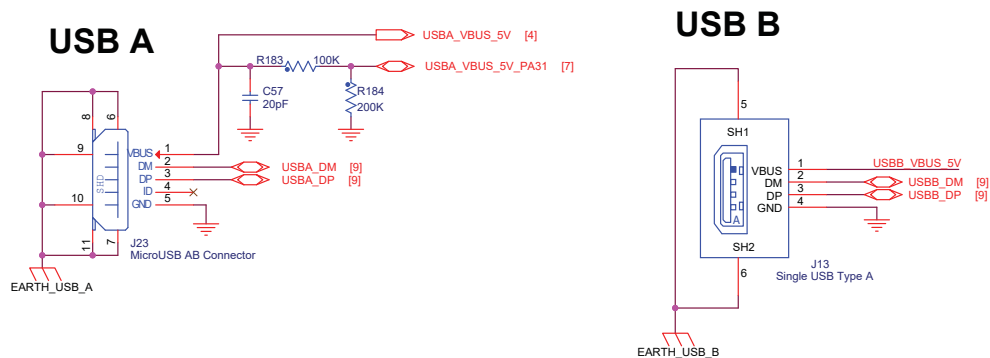 USB A
USBA_VBUS_5V [4]
R183 100K
USBA_VBUS_5V_PA31 [7]
C57
20pF
R184
200K
8
6
9
VBUS 1
DM 2
USBA_DM [9]
SHD
DP 3
USBA_DP [9]
ID 4
10
GND 5
11
7
J23
MicroUSB AB Connector
EARTH_USB_A
USB B
5
SH1
VBUS 1
USBB_VBUS_5V
DM 2
USBB_DM [9]
DP 3
USBB_DP [9]
GND 4
A
SH2
6
J13
Single USB Type A
EARTH_USB_B